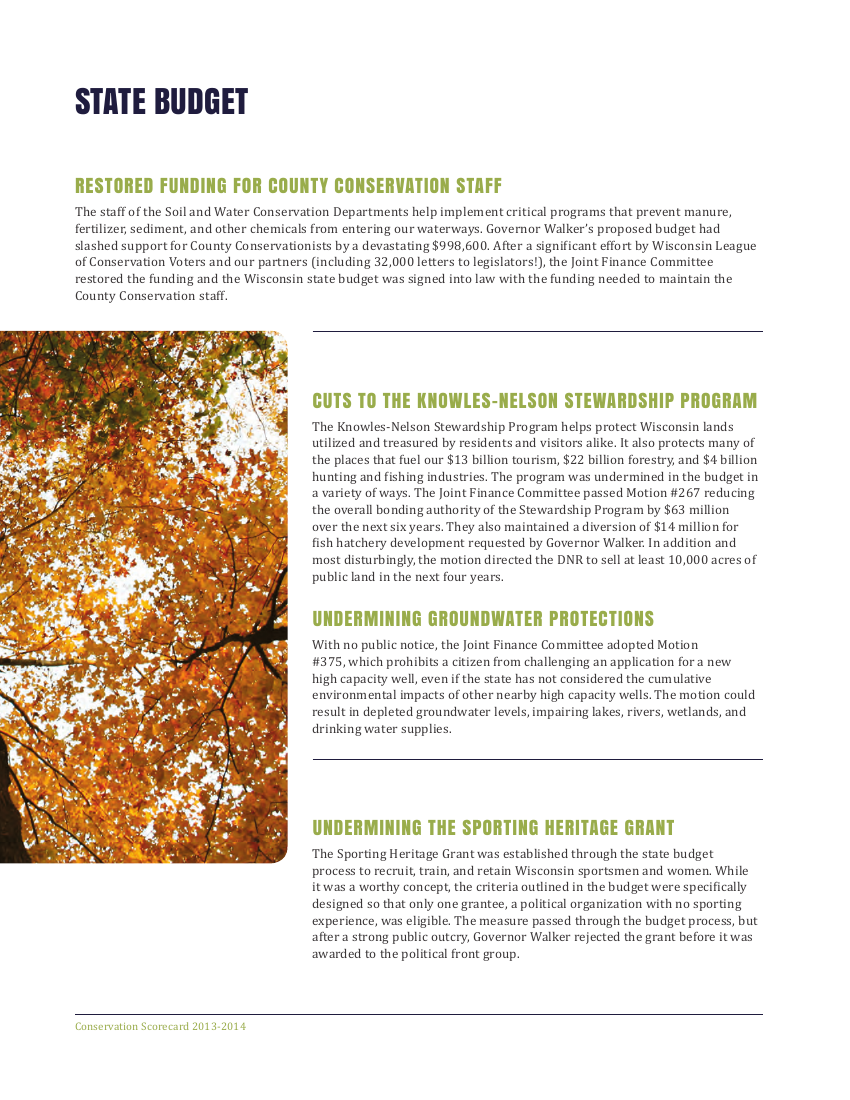 STATE BUDGET
RESTORED FUNDING FOR COUNTY CONSERVATION STAFF
The staff of the Soil and Water Conservation Departments help implement critical programs that prevent manure,
fertilizer, sediment, and other chemicals from entering our waterways. Governor Walker's proposed budget had
slashed support for County Conservationists by a devastating $998,600. After a significant effort by Wisconsin League
of Conservation Voters and our partners (including 32,000 letters to legislators!), the Joint Finance Committee
restored the funding and the Wisconsin state budget was signed into law with the funding needed to maintain the
County Conservation staff.
CUTS TO THE KNOWLES-NELSON STEWARDSHIP PROGRAM
The Knowles-Nelson Stewardship Program helps protect Wisconsin lands
utilized and treasured by residents and visitors alike. It also protects many of
the places that fuel our $13 billion tourism, $22 billion forestry, and $4 billion
hunting and fishing industries. The program was undermined in the budget in
a variety of ways. The Joint Finance Committee passed Motion #267 reducing
the overall bonding authority of the Stewardship Program by $63 million
over the next six years. They also maintained a diversion of $14 million for
fish hatchery development requested by Governor Walker. In addition and
most disturbingly, the motion directed the DNR to sell at least 10,000 acres of
public land in the next four years.
UNDERMINING GROUNDWATER PROTECTIONS
With no public notice, the Joint Finance Committee adopted Motion
#375, which prohibits a citizen from challenging an application for a new
high capacity well, even if the state has not considered the cumulative
environmental impacts of other nearby high capacity wells. The motion could
result in depleted groundwater levels, impairing lakes, rivers, wetlands, and
drinking water supplies.
UNDERMINING THE SPORTING HERITAGE GRANT
The Sporting Heritage Grant was established through the state budget
process to recruit, train, and retain Wisconsin sportsmen and women. While
it was a worthy concept, the criteria outlined in the budget were specifically
designed so that only one grantee, a political organization with no sporting
experience, was eligible. The measure passed through the budget process, but
after a strong public outcry, Governor Walker rejected the grant before it was
awarded to the political front group.
Conservation Scorecard 2013-2014